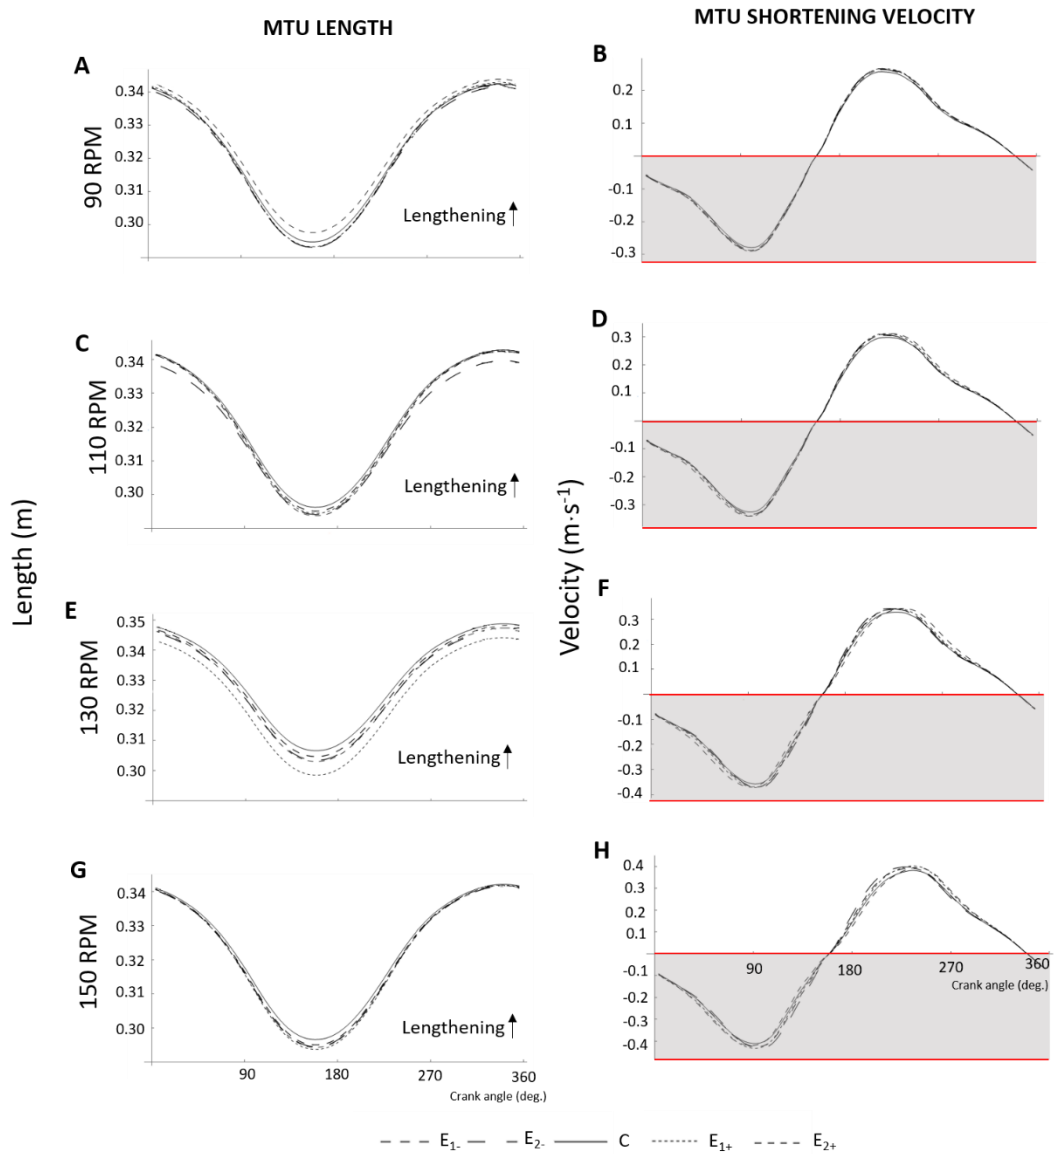 MTU LENGTH
MTU SHORTENING VELOCITY
Length (m)
Velocity (m·s-1)
90 RPM
A
0.34
0.33
0.32
0.31
0.30
Lengthening
B
0.2
0.1
-0.1
-0.2
-0.3
110 RPM
C
0.34
0.33
0.32
0.31
0.30
Lengthening
D
0.3
0.2
0.1
-0.1
-0.2
-0.3
130 RPM
E
0.35
0.34
0.33
0.32
0.31
0.30
Lengthening
F
0.3
0.2
0.1
-0.1
-0.2
-0.3
-0.4
150 RPM
G
0.34
0.33
0.32
0.31
0.30
Lengthening
90 180 270 360
Crank angle (deg.)
H
0.4
0.3
0.2
0.1
-0.1
-0.2
-0.3
-0.4
90 180 270 360
Crank angle (deg.)
E1- E2- C E1+ E2+